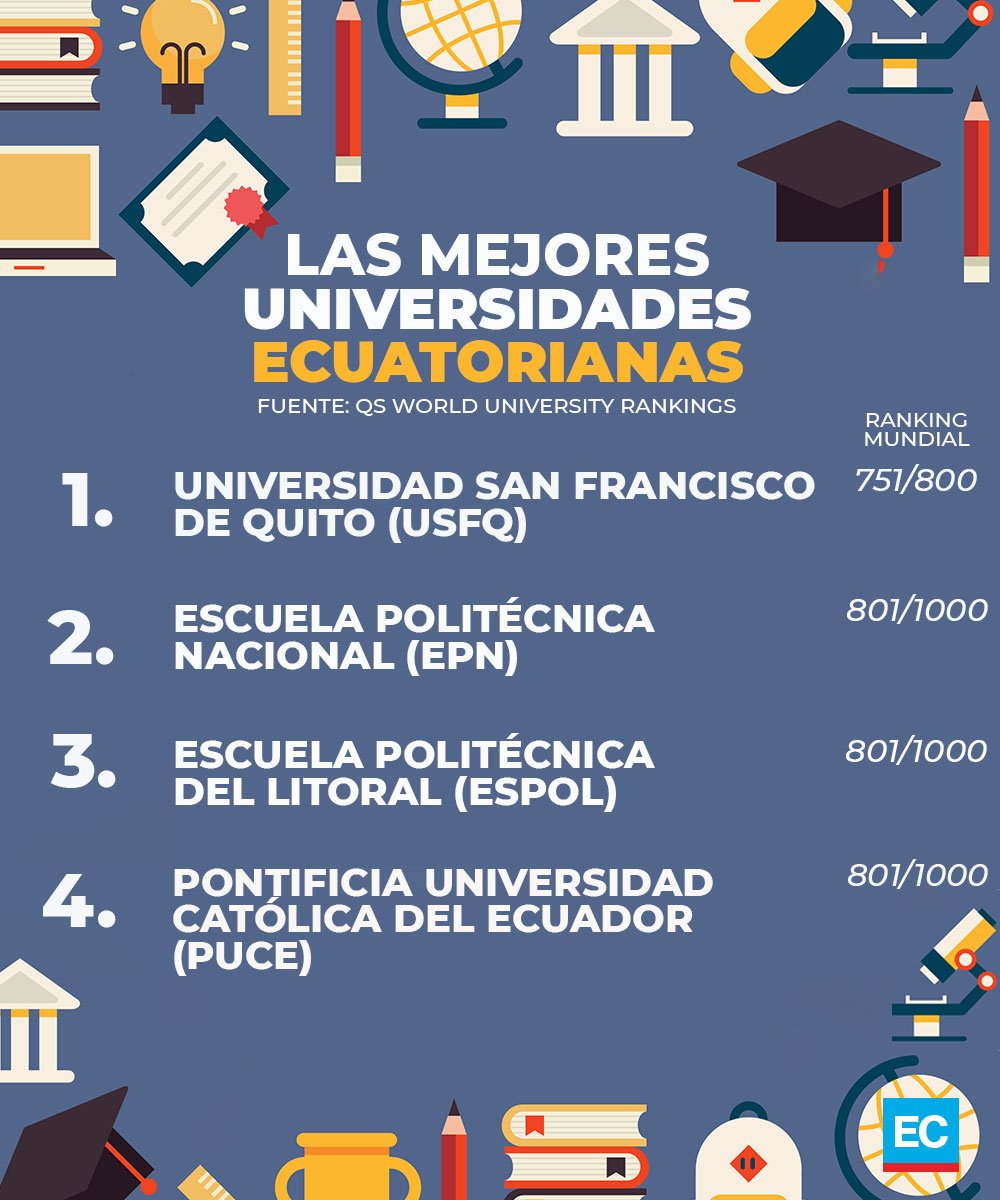 LAS MEJORES
UNIVERSIDADES
ECUATORIANAS
FUENTE: QS WORLD UNIVERSITY RANKINGS
RANKING
MUNDIAL
1.
UNIVERSIDAD SAN FRANCISCO
DE QUITO (USFQ)
751/800
2.
ESCUELA POLITÉCNICA
NACIONAL (EPN)
801/1000
3.
ESCUELA POLITÉCNICA
DEL LITORAL (ESPOL)
801/1000
4.
PONTIFICIA UNIVERSIDAD
CATÓLICA DEL ECUADOR
(PUCE)
801/1000
EC